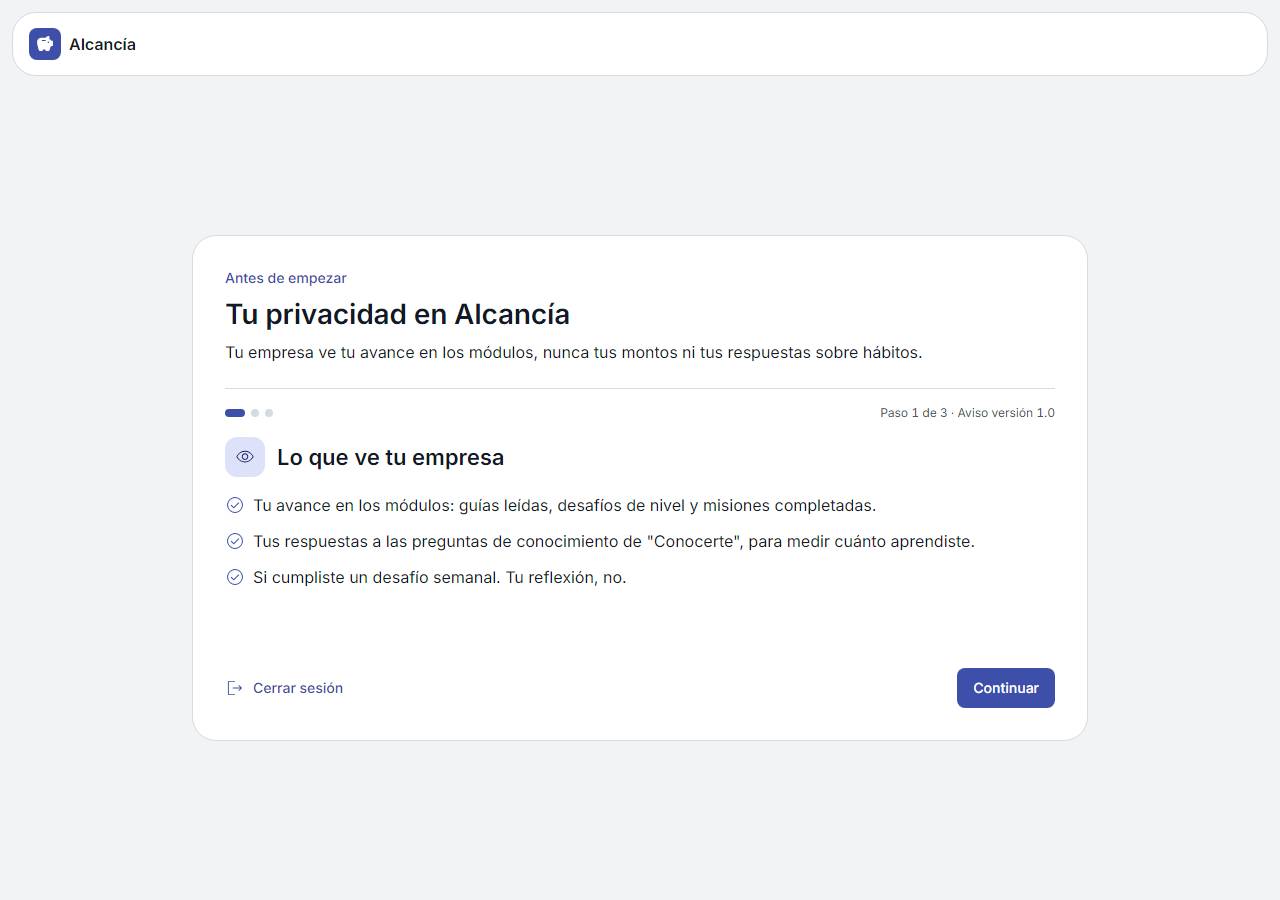 Alcancía
Antes de empezar
Tu privacidad en Alcancía
Tu empresa ve tu avance en los módulos, nunca tus montos ni tus respuestas sobre hábitos.
Paso 1 de 3 · Aviso versión 1.0
Lo que ve tu empresa
Tu avance en los módulos: guías leídas, desafíos de nivel y misiones completadas.
Tus respuestas a las preguntas de conocimiento de "Conocerte", para medir cuánto aprendiste.
Si cumpliste un desafío semanal. Tu reflexión, no.
Cerrar sesión
Continuar